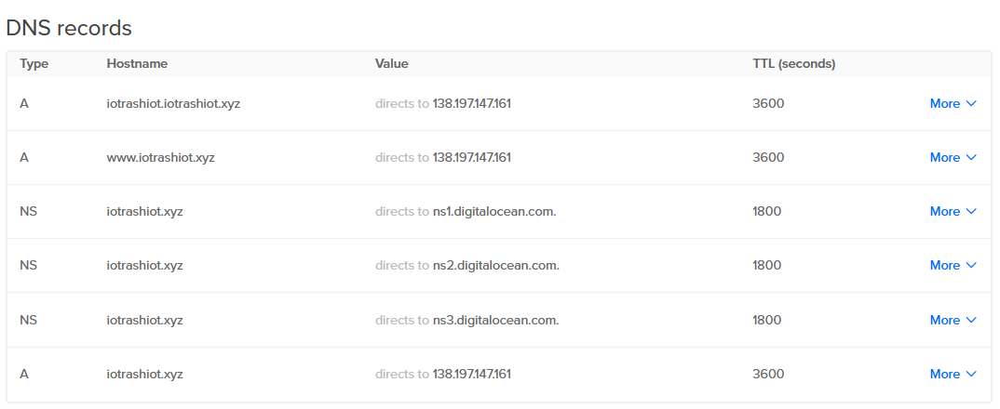 DNS records
Type Hostname Value TTL (seconds)
A iotrashiot.iotrashiot.xyz directs to 138.197.147.161 3600 More
A www.iotrashiot.xyz directs to 138.197.147.161 3600 More
NS iotrashiot.xyz directs to ns1.digitalocean.com. 1800 More
NS iotrashiot.xyz directs to ns2.digitalocean.com. 1800 More
NS iotrashiot.xyz directs to ns3.digitalocean.com. 1800 More
A iotrashiot.xyz directs to 138.197.147.161 3600 More